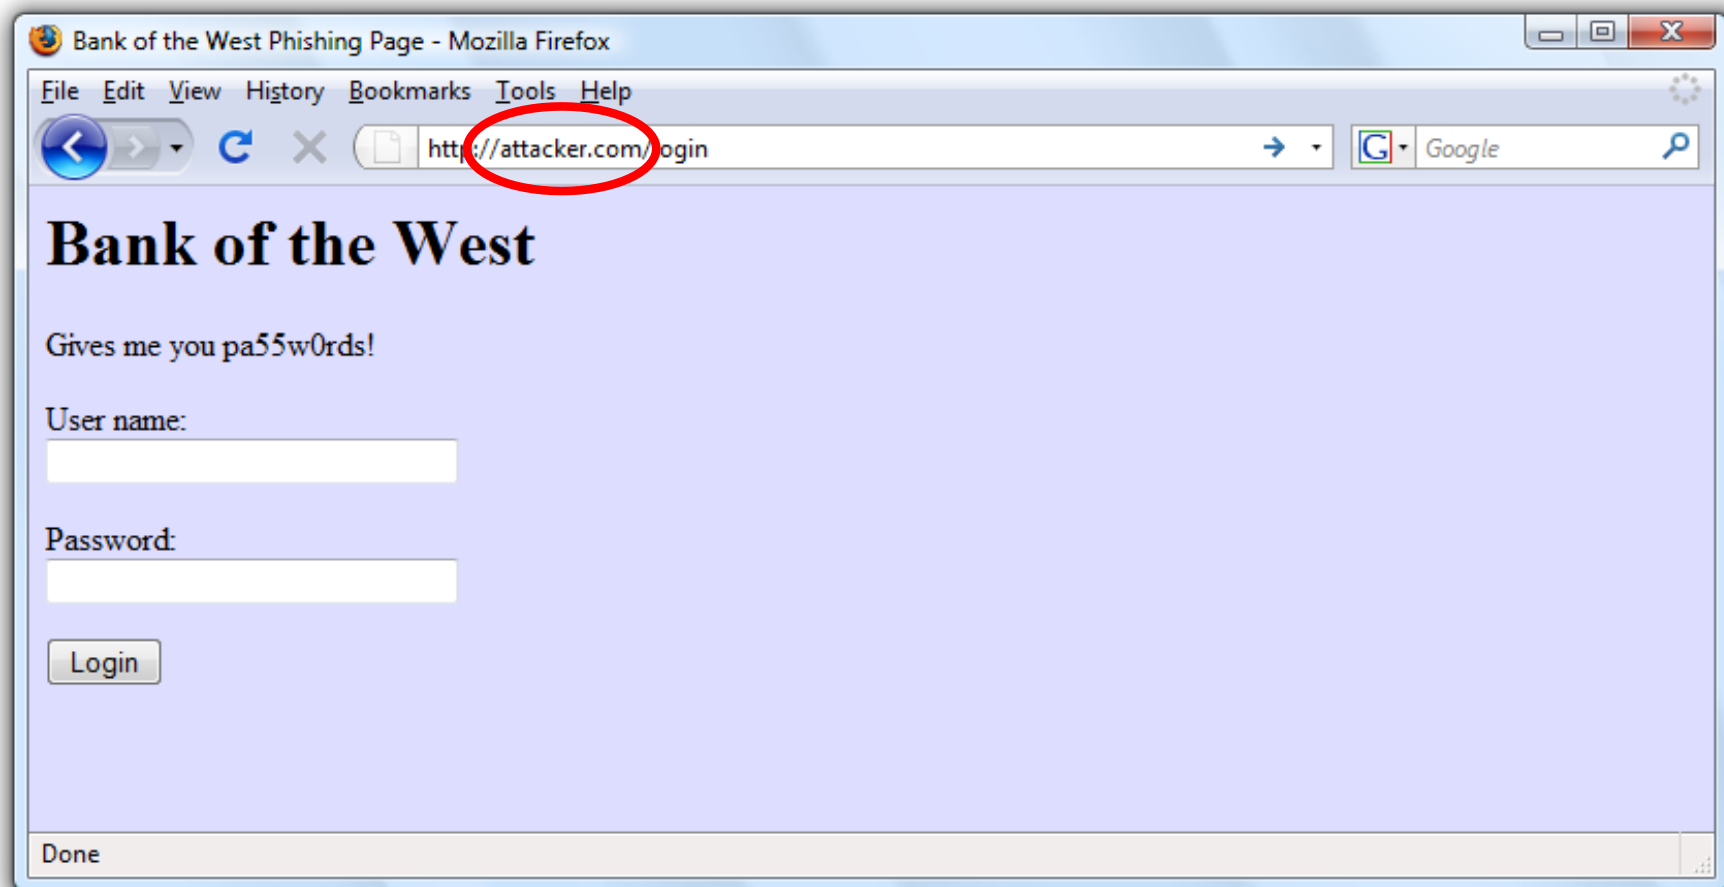 Bank of the West Phishing Page - Mozilla Firefox
File Edit View History Bookmarks Tools Help
http://attacker.com/login
G Google
Bank of the West
Gives me you pa55w0rds!
User name:
Password:
Login
Done